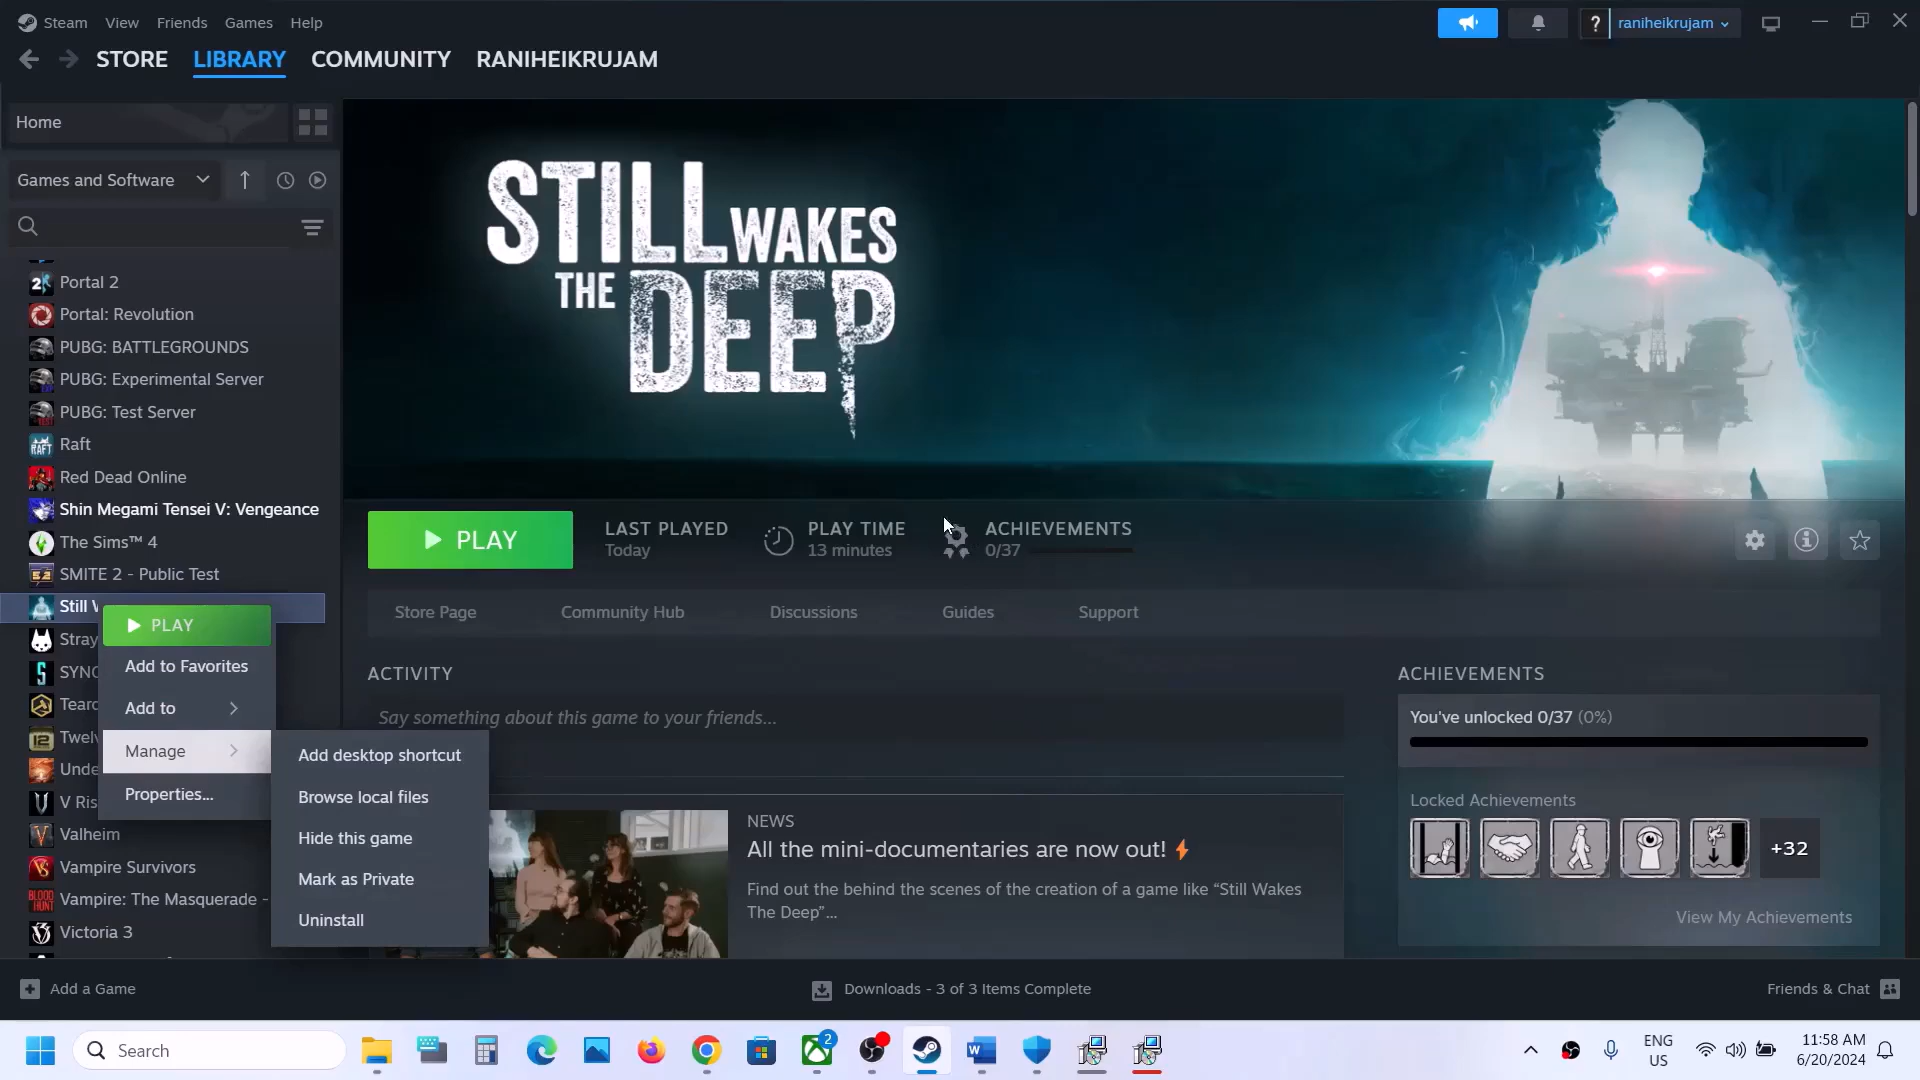 Steam View Friends Games Help
? raniheikrujam
STORE LIBRARY COMMUNITY RANIHEIKRUJAM
Home
Games and Software
Portal 2
Portal: Revolution
PUBG: BATTLEGROUNDS
PUBG: Experimental Server
PUBG: Test Server
Raft
Red Dead Online
Shin Megami Tensei V: Vengeance
The Sims™ 4
SMITE 2 - Public Test
Still
Stray
SYNC
Valheim
Vampire Survivors
Vampire: The Masquerade -
Victoria 3
PLAY
Add to Favorites
Add to
Manage
Properties...
Add desktop shortcut
Browse local files
Hide this game
Mark as Private
Uninstall
STILL WAKES
THE DEEP
PLAY
LAST PLAYED
Today
PLAY TIME
13 minutes
ACHIEVEMENTS
0/37
Store Page Community Hub Discussions Guides Support
ACTIVITY
Say something about this game to your friends...
NEWS
All the mini-documentaries are now out!
Find out the behind the scenes of the creation of a game like “Still Wakes
The Deep”...
ACHIEVEMENTS
You've unlocked 0/37 (0%)
Locked Achievements
+32
View My Achievements
Add a Game
Downloads - 3 of 3 Items Complete
Friends & Chat
Search
2
ENG
US
11:58 AM
6/20/2024